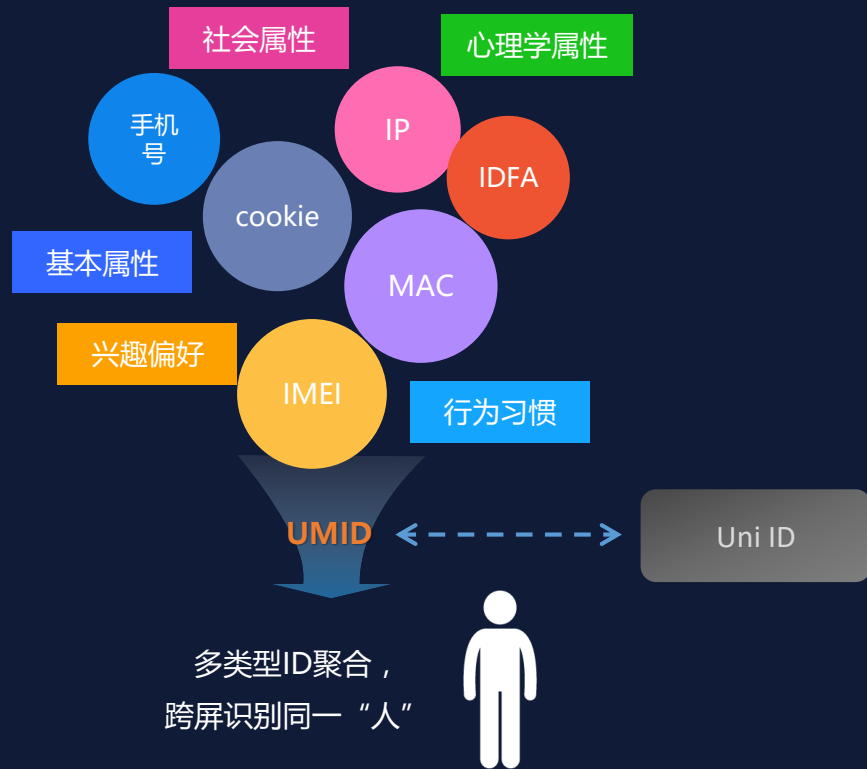 社会属性
心理学属性
手机
号
IP
IDFA
cookie
基本属性
MAC
兴趣偏好
IMEI
行为习惯
UMID
Uni ID
多类型ID聚合，
跨屏识别同一“人”